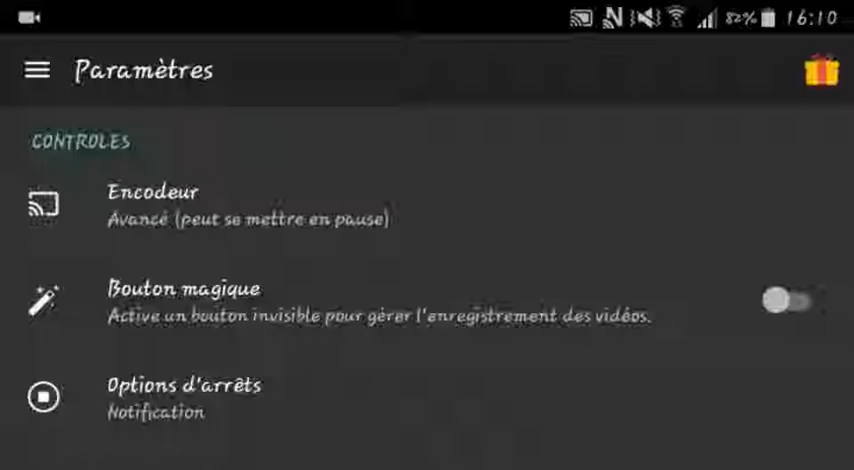 82% 16:10
Paramètres
CONTROLES
Encodeur
Avancé (peut se mettre en pause)
Bouton magique
Active un bouton invisible pour gérer l'enregistrement des vidéos.
Options d'arrêts
Notification